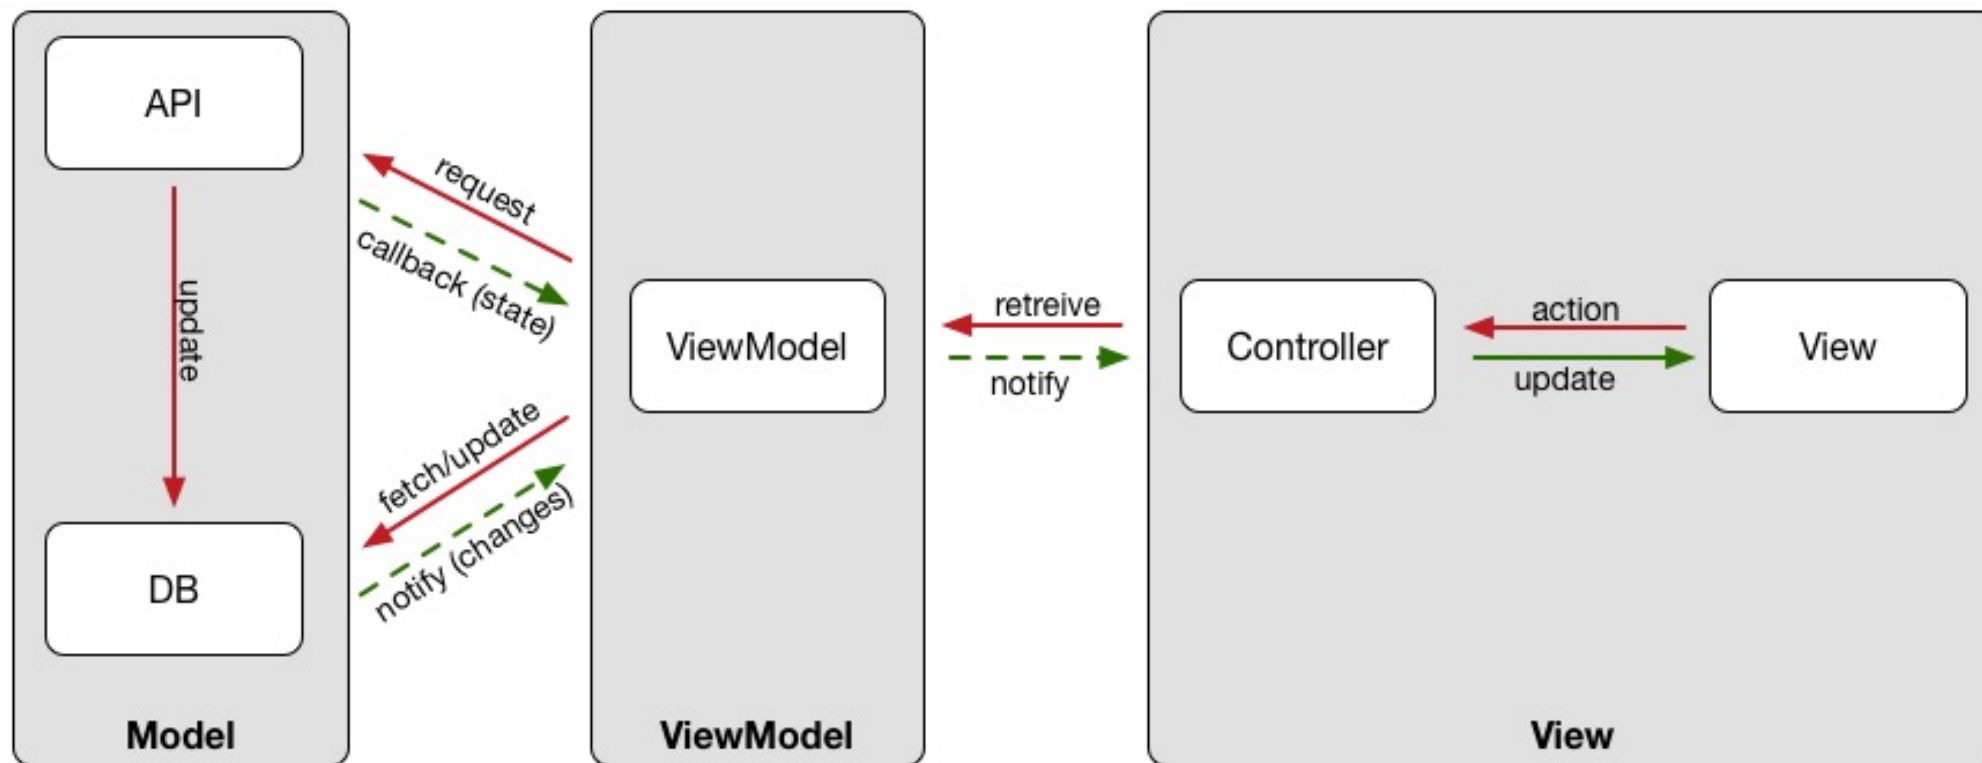 API
request
callback (state)
update
ViewModel
retreive
notify
Controller
action
update
View
fetch/update
notify (changes)
DB
Model
ViewModel
View